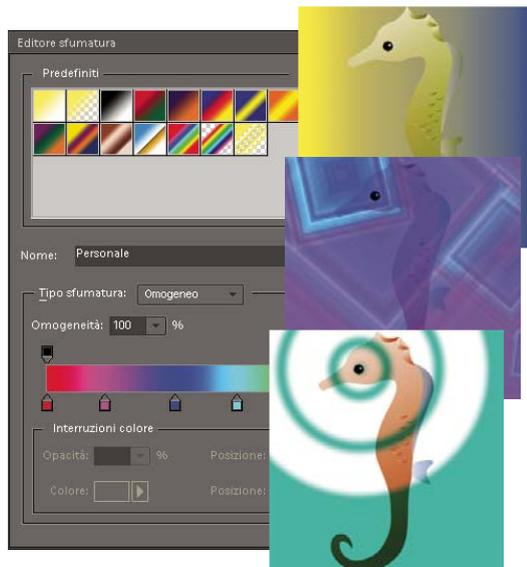 Editore sfumatura
Predefiniti
Nome: Personale
Tipo sfumatura: Omogeneo
Omogeneità: 100 %
Interruzioni colore
Opacità: % Posizione:
Colore: Posizione: